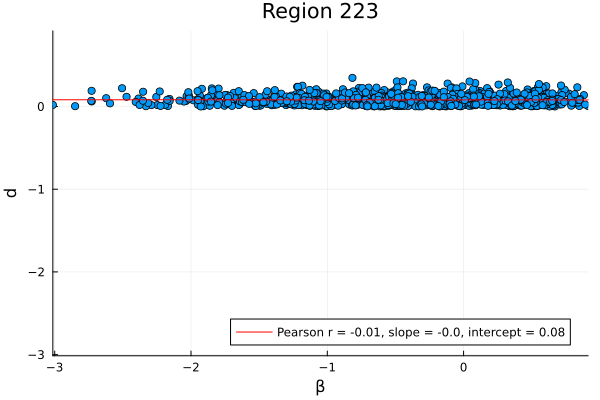 Region 223
0
−1
−2
−3
d
Pearson r = -0.01, slope = -0.0, intercept = 0.08
−3 −2 −1 0
β